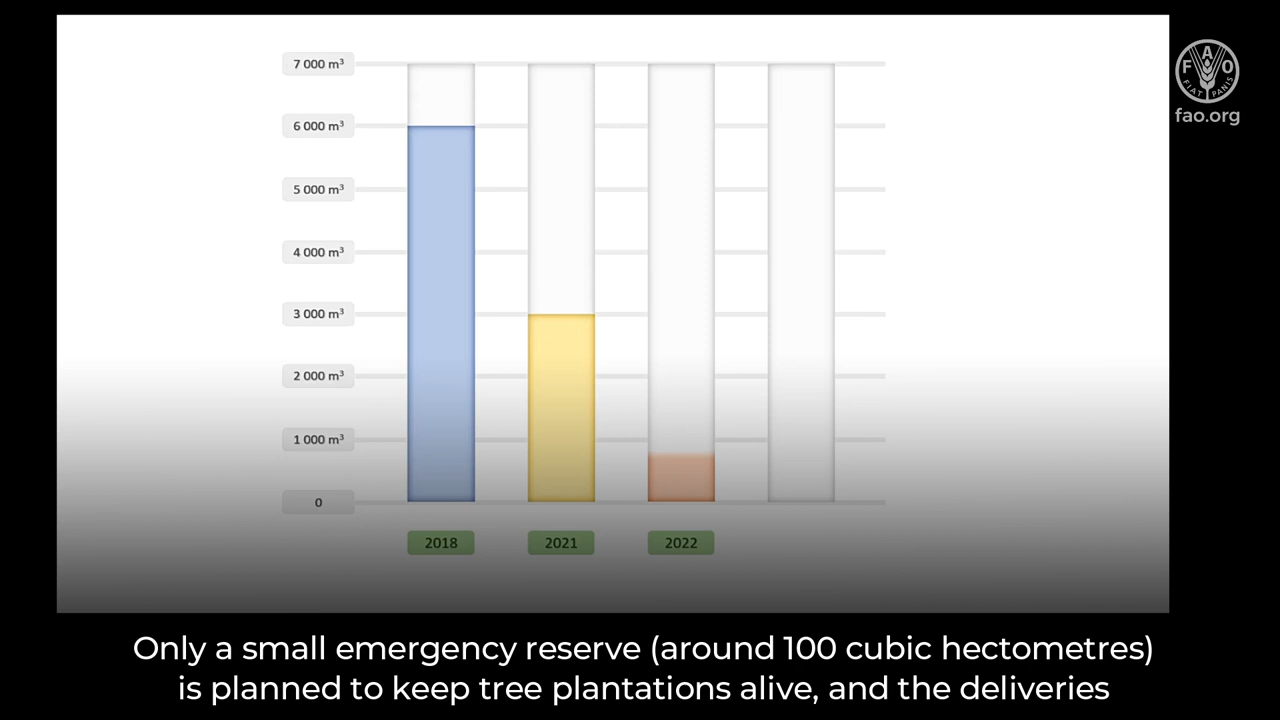 7 000 m³
6 000 m³
5 000 m³
4 000 m³
3 000 m³
2 000 m³
1 000 m³
0
2018 2021 2022
FAO
FIAT PANIS
fao.org
Only a small emergency reserve (around 100 cubic hectometres)
is planned to keep tree plantations alive, and the deliveries